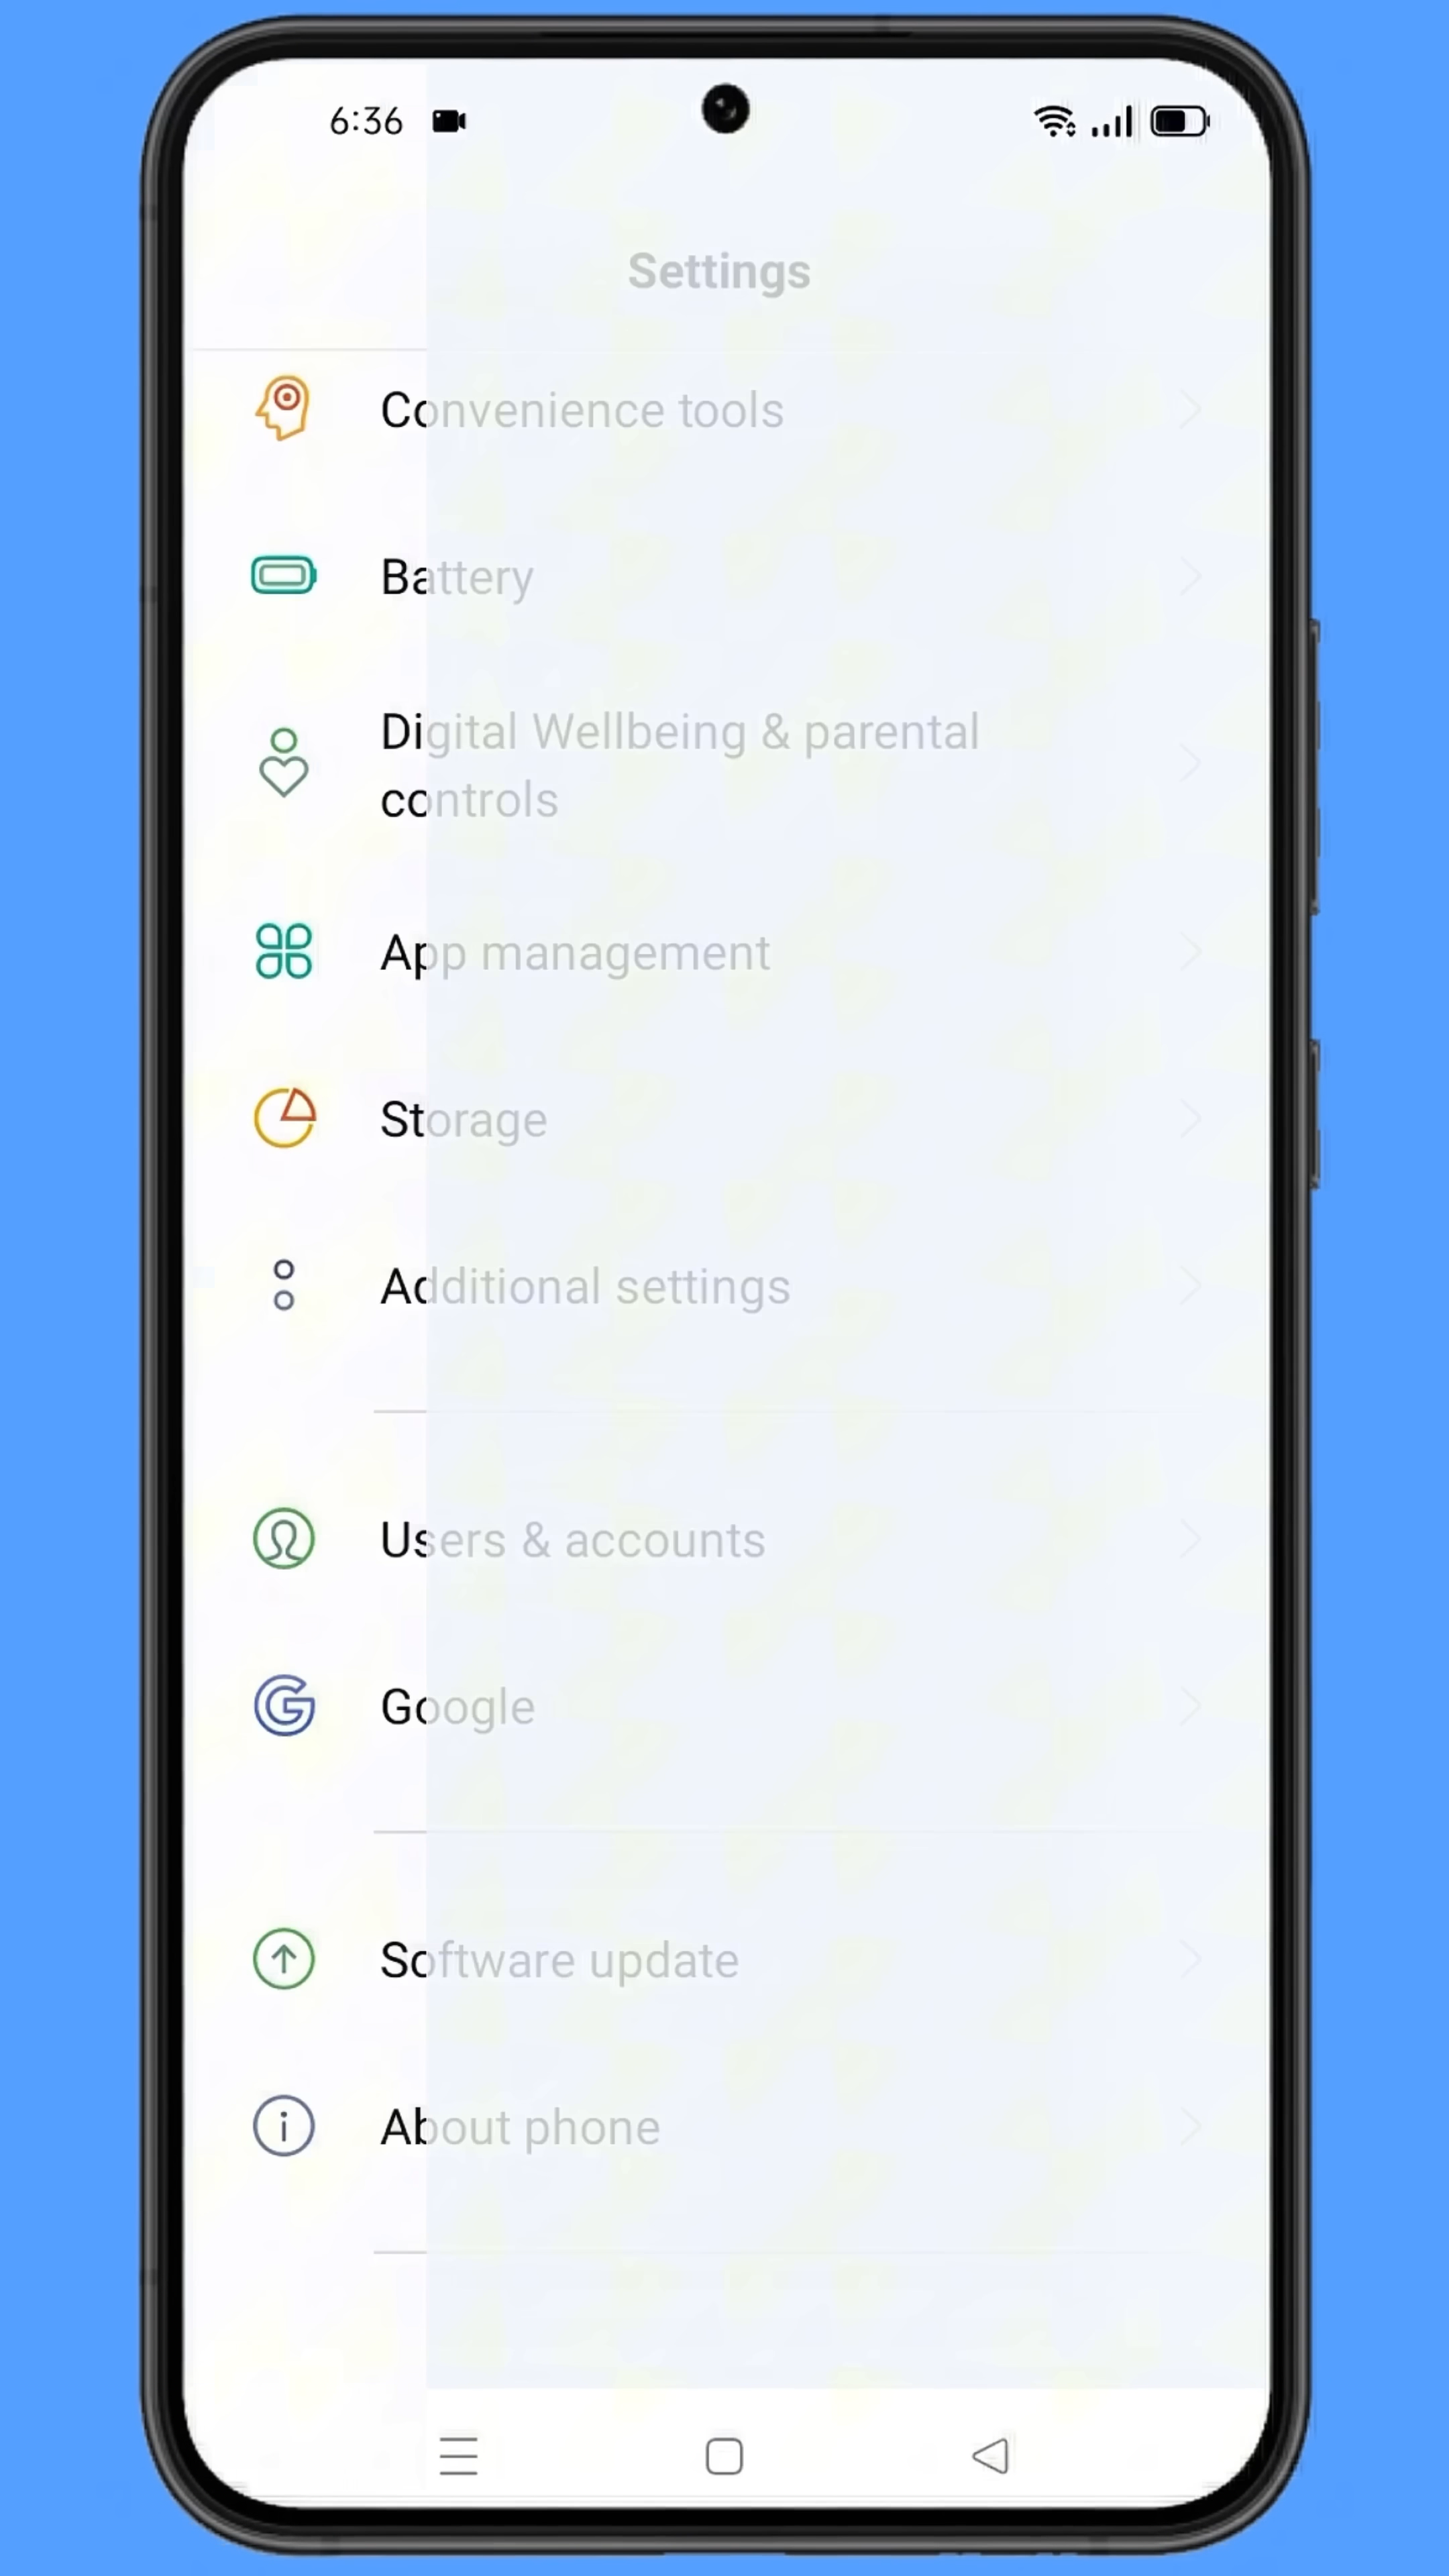 6:36
Settings
Convenience tools
Battery
Digital Wellbeing & parental
controls
App management
Storage
Additional settings
Users & accounts
Google
Software update
About phone